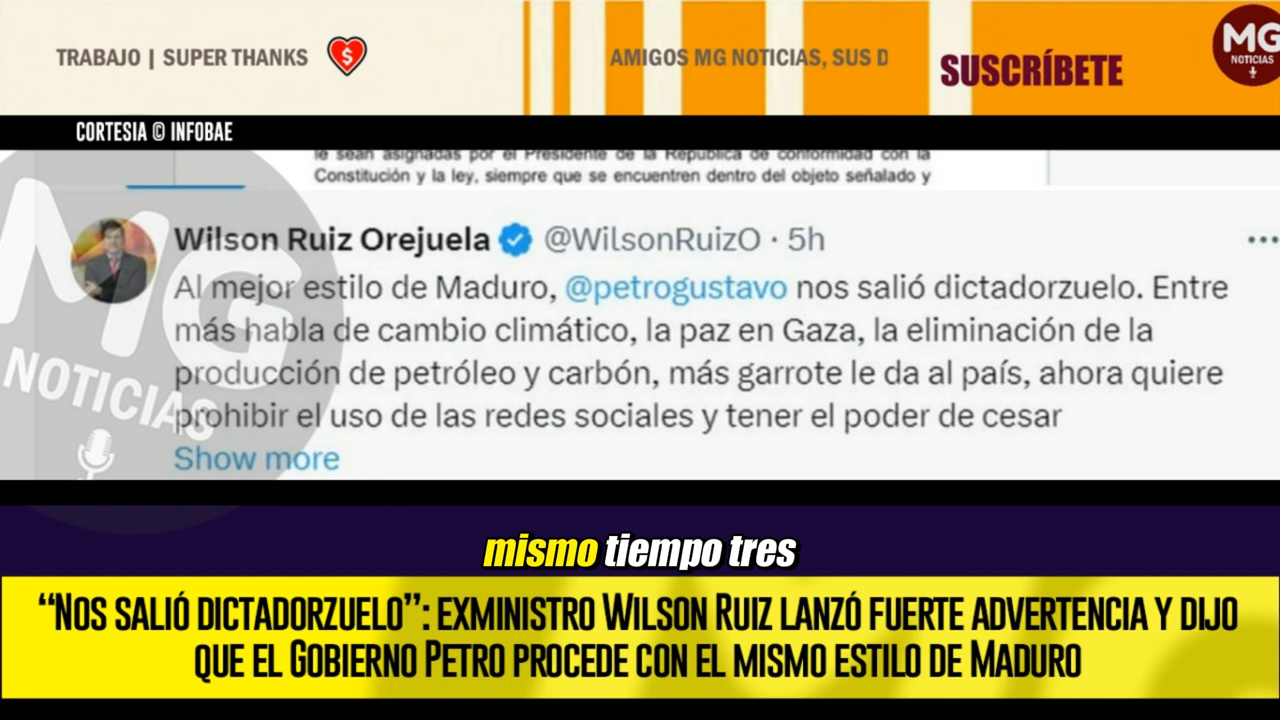 TRABAJO | SUPER THANKS
AMIGOS MG NOTICIAS, SUS D
SUSCRÍBETE
MG
NOTICIAS
CORTESIA © INFOBAE
le sean asignadas por el Presidente de la República de conformidad con la
Constitución y la ley, siempre que se encuentren dentro del objeto señalado y
Wilson Ruiz Orejuela @WilsonRuizO · 5h
Al mejor estilo de Maduro, @petrogustavo nos salió dictadorzuelo. Entre
más habla de cambio climático, la paz en Gaza, la eliminación de la
producción de petróleo y carbón, más garrote le da al país, ahora quiere
prohibir el uso de las redes sociales y tener el poder de cesar
Show more
MG
NOTICIAS
mismo tiempo tres
“NOS SALIÓ DICTADORZUELO”: EXMINISTRO WILSON RUIZ LANZÓ FUERTE ADVERTENCIA Y DIJO
QUE EL GOBIERNO PETRO PROCEDE CON EL MISMO ESTILO DE MADURO